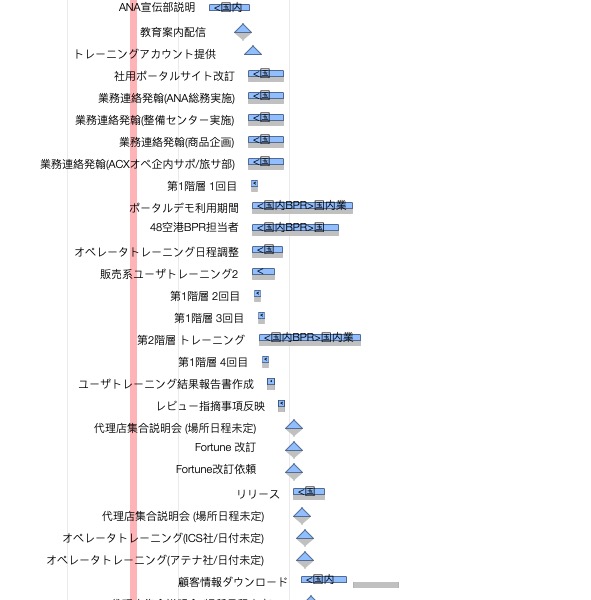 ANA宣伝部説明 <国内
教育案内配信
トレーニングアカウント提供
社用ポータルサイト改訂 <国
業務連絡発翰(ANA総務実施) <国
業務連絡発翰(整備センター実施) <国
業務連絡発翰(商品企画) <国
業務連絡発翰(ACXオペ企内サポ/旅サ部) <国
第1階層 1回目 <
ポータルデモ利用期間 <国内BPR>国内業
48空港BPR担当者 <国内BPR>国
オペレータトレーニング日程調整 <国
販売系ユーザトレーニング2 <
第1階層 2回目 <
第1階層 3回目 <
第2階層 トレーニング <国内BPR>国内業
第1階層 4回目 <
ユーザトレーニング結果報告書作成 <
レビュー指摘事項反映 <
代理店集合説明会 (場所日程未定)
Fortune 改訂
Fortune改訂依頼
リリース <国
代理店集合説明会 (場所日程未定)
オペレータトレーニング(ICS社/日付未定)
オペレータトレーニング(アテナ社/日付未定)
顧客情報ダウンロード <国内